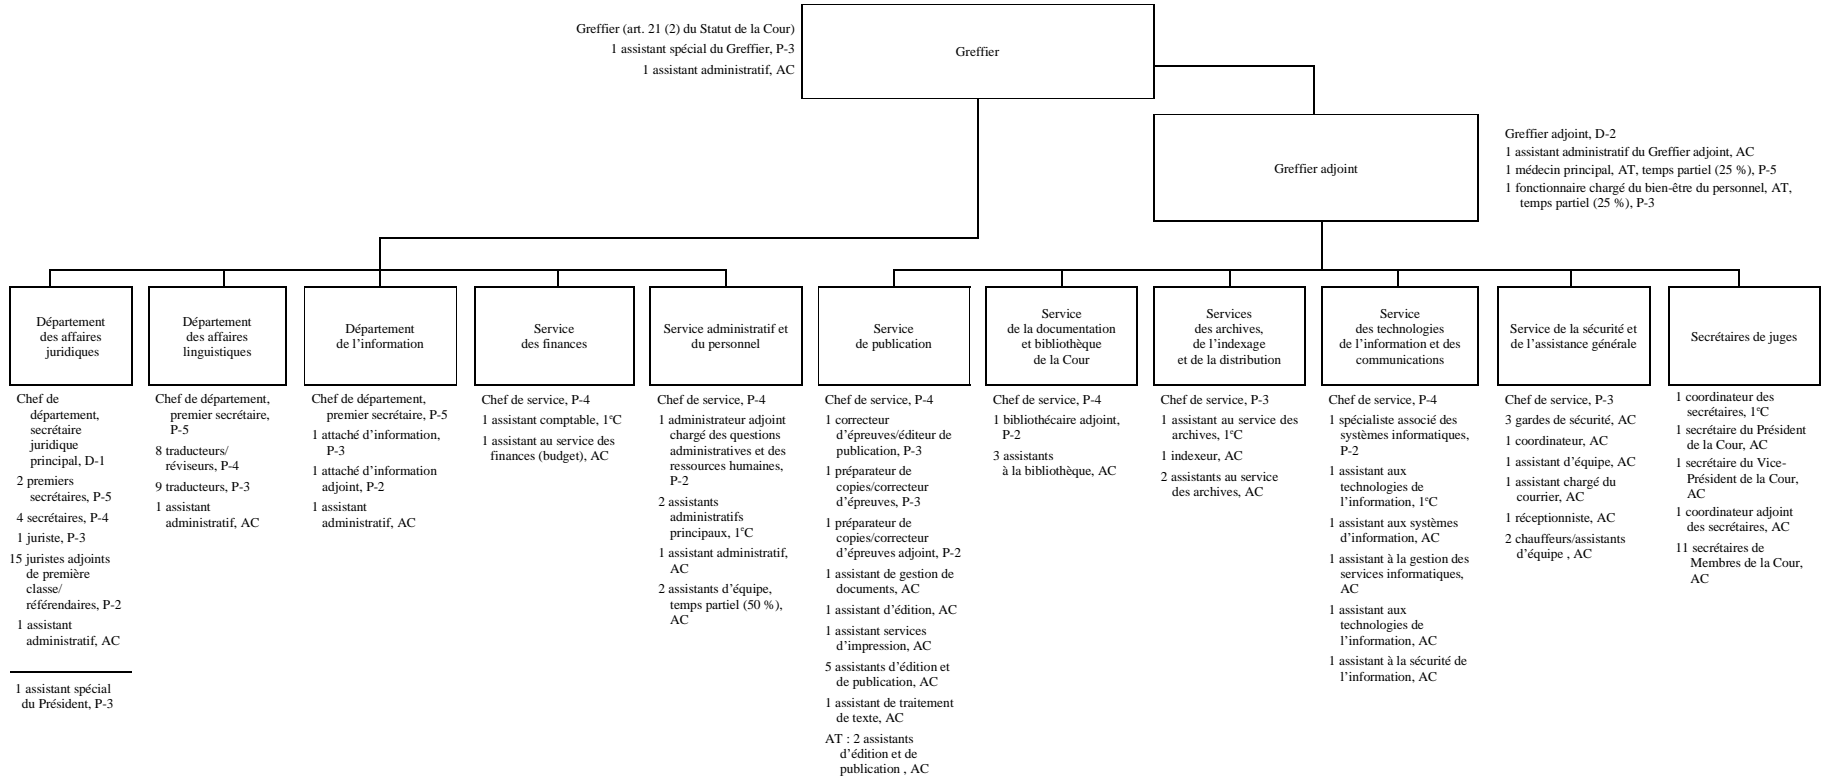 Greffier (art. 21 (2) du Statut de la Cour)
1 assistant spécial du Greffier, P-3
1 assistant administratif, AC
Greffier
Greffier adjoint
Greffier adjoint, D-2
1 assistant administratif du Greffier adjoint, AC
1 médecin principal, AT, temps partiel (25 %), P-5
1 fonctionnaire chargé du bien-être du personnel, AT,
temps partiel (25 %), P-3
Département
des affaires
juridiques
Chef de
département,
secrétaire
juridique
principal, D-1
2 premiers
secrétaires, P-5
4 secrétaires, P-4
1 juriste, P-3
15 juristes adjoints
de première
classe/
référendaires, P-2
1 assistant
administratif, AC
1 assistant spécial
du Président, P-3
Département
des affaires
linguistiques
Chef de département,
premier secrétaire,
P-5
8 traducteurs/
réviseurs, P-4
9 traducteurs, P-3
1 assistant
administratif, AC
Département
de l’information
Chef de département,
premier secrétaire, P-5
1 attaché d’information,
P-3
1 attaché d’information
adjoint, P-2
1 assistant
administratif, AC
Service
des finances
Chef de service, P-4
1 assistant comptable, 1eC
1 assistant au service des
finances (budget), AC
Service administratif et
du personnel
Chef de service, P-4
1 administrateur adjoint
chargé des questions
administratives et des
ressources humaines,
P-2
2 assistants
administratifs
principaux, 1eC
1 assistant administratif,
AC
2 assistants d’équipe,
temps partiel (50 %),
AC
Service
de publication
Chef de service, P-4
1 correcteur
d’épreuves/éditeur de
publication, P-3
1 préparateur de
copies/correcteur
d’épreuves, P-3
1 préparateur de
copies/correcteur
d’épreuves adjoint, P-2
1 assistant de gestion de
documents, AC
1 assistant d’édition, AC
1 assistant services
d’impression, AC
5 assistants d’édition et
de publication, AC
1 assistant de traitement
de texte, AC
AT : 2 assistants
d’édition et de
publication , AC
Service
de la documentation
et bibliothèque
de la Cour
Chef de service, P-4
1 bibliothécaire adjoint,
P-2
3 assistants
à la bibliothèque, AC
Services
des archives,
de l’indexage
et de la distribution
Chef de service, P-3
1 assistant au service des
archives, 1eC
1 indexeur, AC
2 assistants au service
des archives, AC
Service
des technologies
de l’information et des
communications
Chef de service, P-4
1 spécialiste associé des
systèmes informatiques,
P-2
1 assistant aux
technologies de
l’information, 1eC
1 assistant aux systèmes
d’information, AC
1 assistant à la gestion des
services informatiques,
AC
1 assistant aux
technologies de
l’information, AC
1 assistant à la sécurité de
l’information, AC
Service de la sécurité et
de l’assistance générale
Chef de service, P-3
3 gardes de sécurité, AC
1 coordinateur, AC
1 assistant d’équipe, AC
1 assistant chargé du
courrier, AC
1 réceptionniste, AC
2 chauffeurs/assistants
d’équipe , AC
Secrétaires de juges
1 coordinateur des
secrétaires, 1eC
1 secrétaire du Président
de la Cour, AC
1 secrétaire du Vice-
Président de la Cour,
AC
1 coordinateur adjoint
des secrétaires, AC
11 secrétaires de
Membres de la Cour,
AC